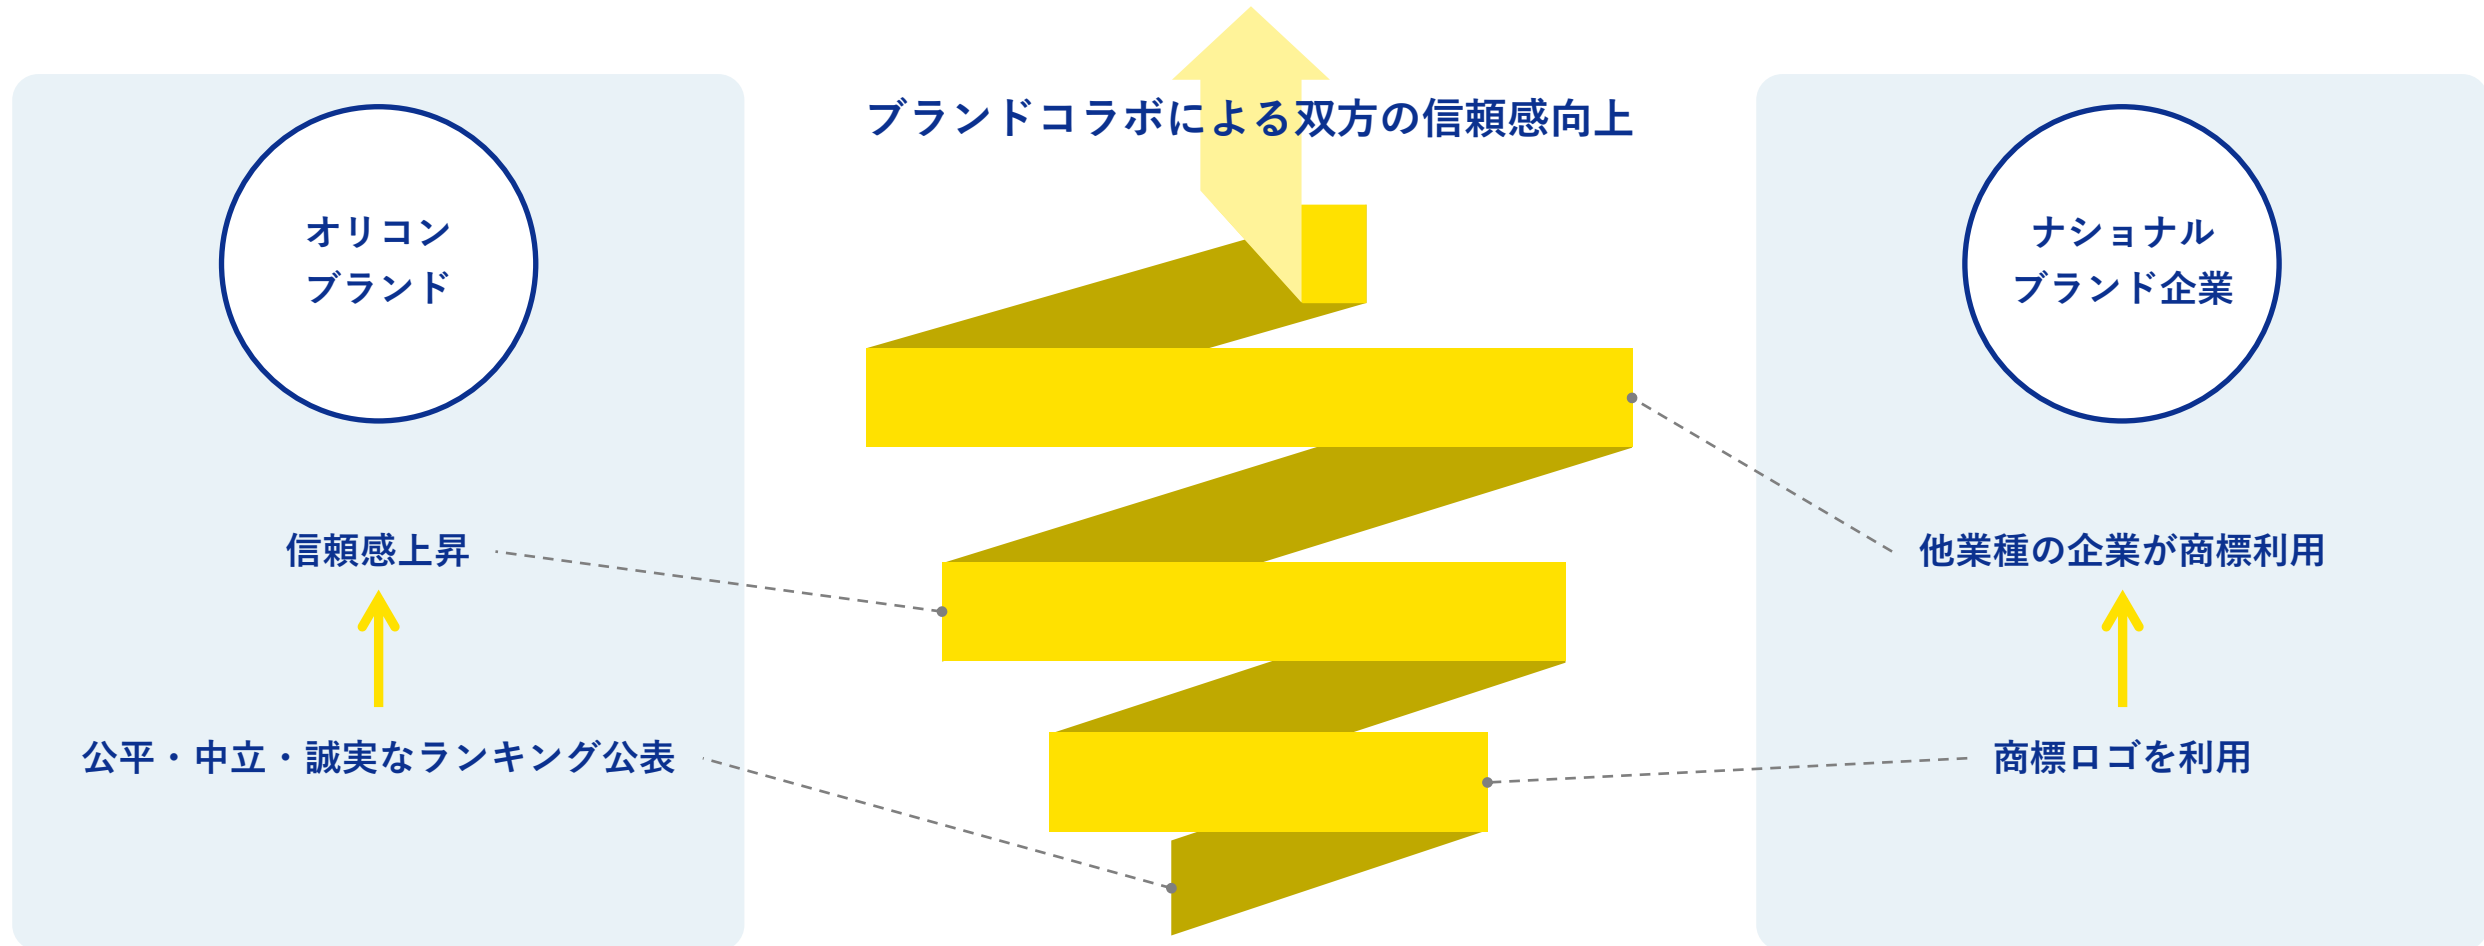 ブランドコラボによる双方の信頼感向上
オリコン
ブランド
信頼感上昇
公平・中立・誠実なランキング公表
ナショナル
ブランド企業
他業種の企業が商標利用
商標ロゴを利用